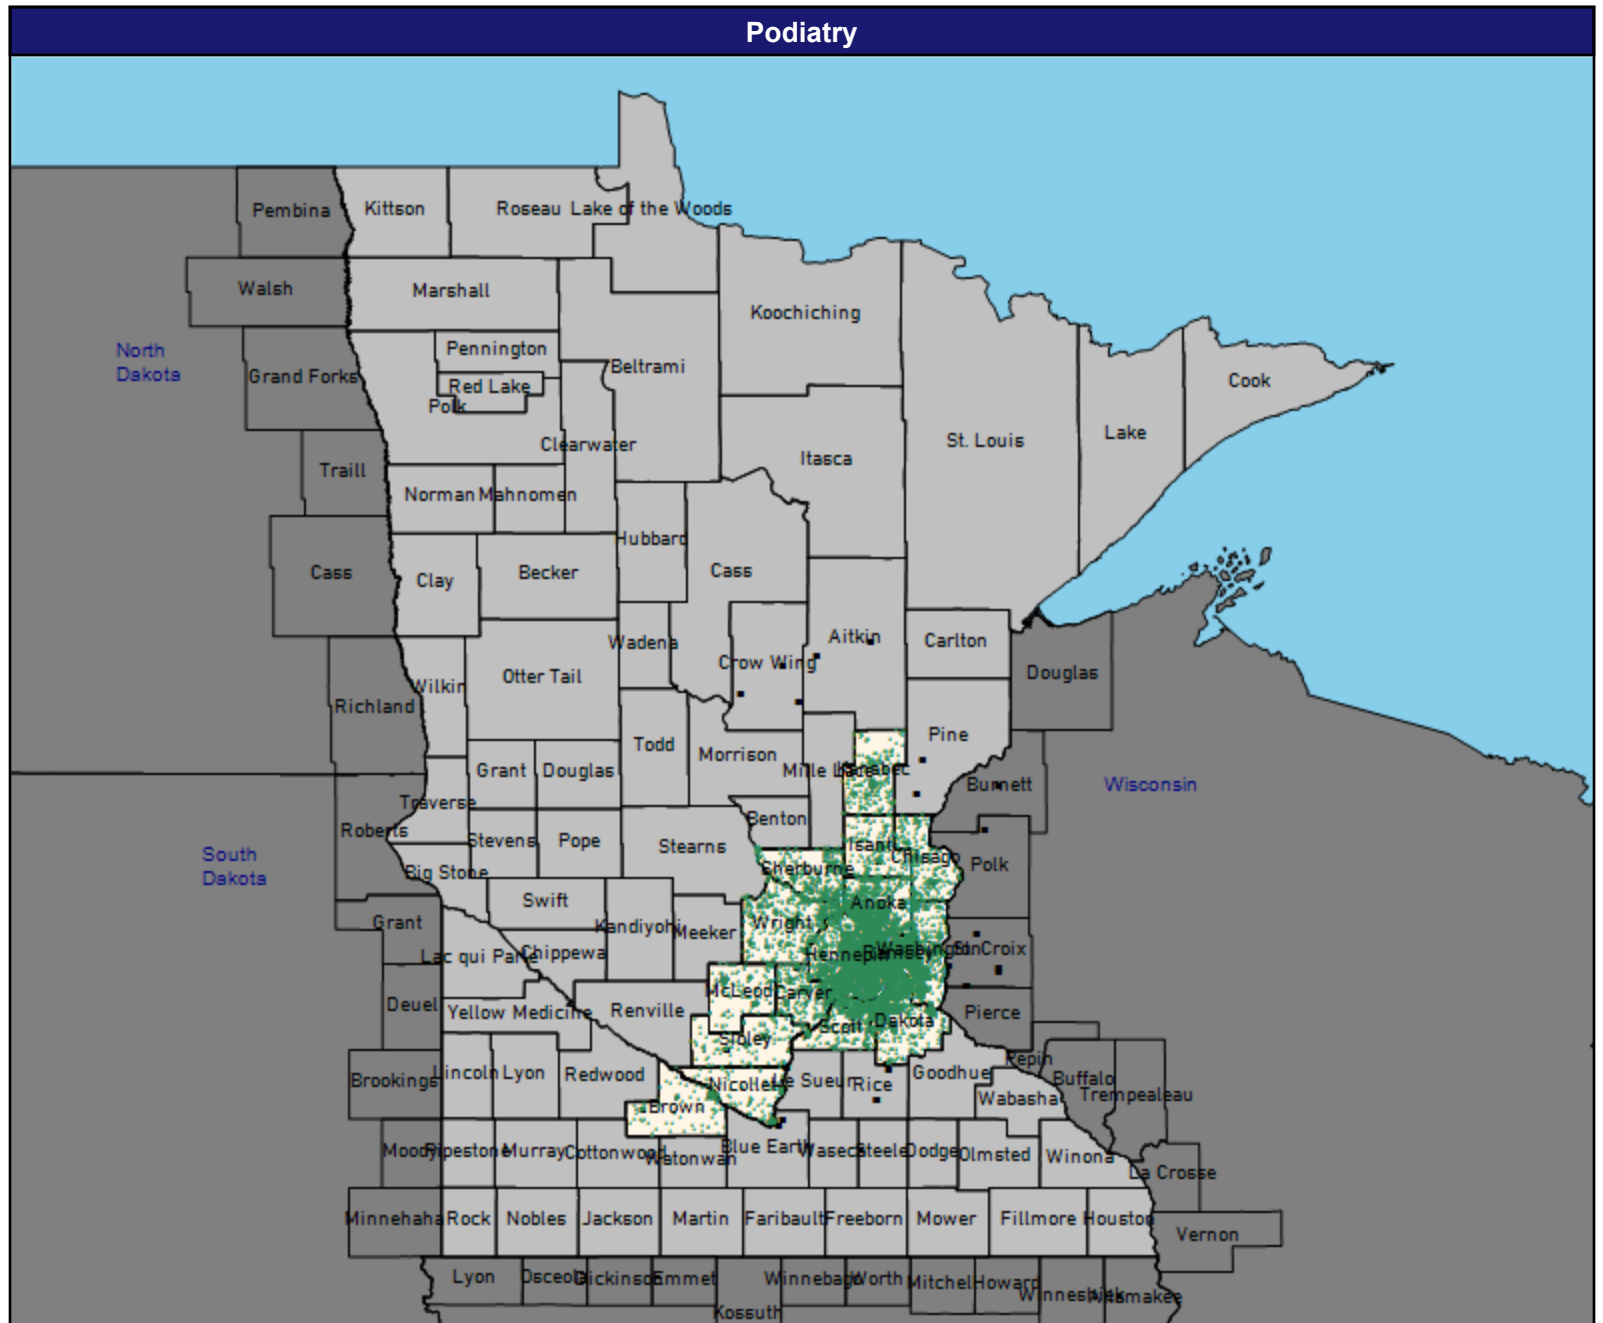 Podiatry
Pembina
Kittson
Roseau
Lake of the Woods
Walsh
Marshall
Koochiching
North
Dakota
Pennington
Grand Forks
Red Lake
Beltrami
Cook
Polk
Clearwater
St. Louis
Lake
Itasca
Traill
Norman
Mahnomen
Hubbard
Cass
Clay
Becker
Cass
Wadena
Aitkin
Carlton
Crow Wing
Douglas
Otter Tail
Wilkin
Richland
Todd
Morrison
Pine
Grant
Douglas
Mille Lacs
Kanabec
Burnett
Wisconsin
Traverse
Benton
Roberts
Stevens
Pope
Stearns
Isanti
Chisago
South
Dakota
Big Stone
Sherburne
Polk
Swift
Anoka
Grant
Kandiyohi
Meeker
Wright
Lac qui Parle
Chippewa
Hennepin
Ramsey
Washington
St. Croix
Deuel
Yellow Medicine
Renville
McLeod
Carver
Scott
Dakota
Pierce
Sibley
Brookings
Lincoln
Lyon
Redwood
Nicollet
Le Sueur
Rice
Goodhue
Pepin
Buffalo
Trempealeau
Brown
Wabasha
Moody
Pipestone
Murray
Cottonwood
Watonwan
Blue Earth
Waseca
Steele
Dodge
Olmsted
Winona
La Crosse
Minnehaha
Rock
Nobles
Jackson
Martin
Faribault
Freeborn
Mower
Fillmore
Houston
Vernon
Lyon
Osceola
Dickinson
Emmet
Kossuth
Winnebago
Worth
Mitchell
Howard
Winneshiek
Allamakee